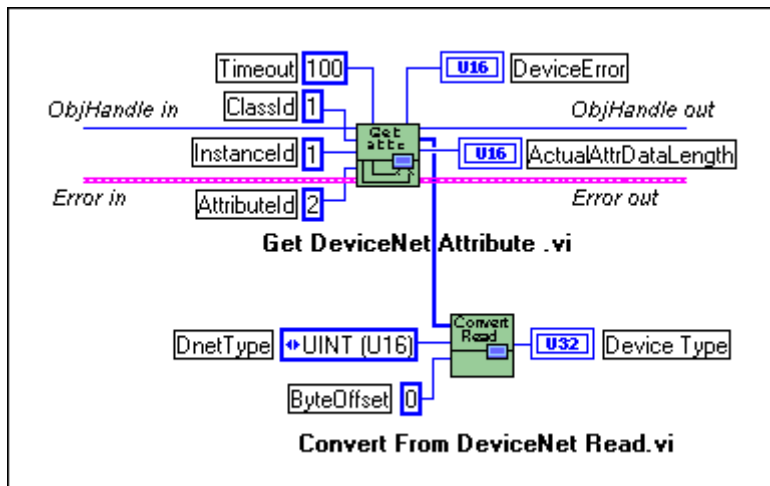 Timeout 100 U16 DeviceError
ObjHandle in ClassId 1 ObjHandle out
Get
attr
InstanceId 1 U16 ActualAttrDataLength
Error in AttributeId 2 Error out
Get DeviceNet Attribute .vi
Convert
Read
DnetType UINT (U16) U32 Device Type
ByteOffset 0
Convert From DeviceNet Read.vi